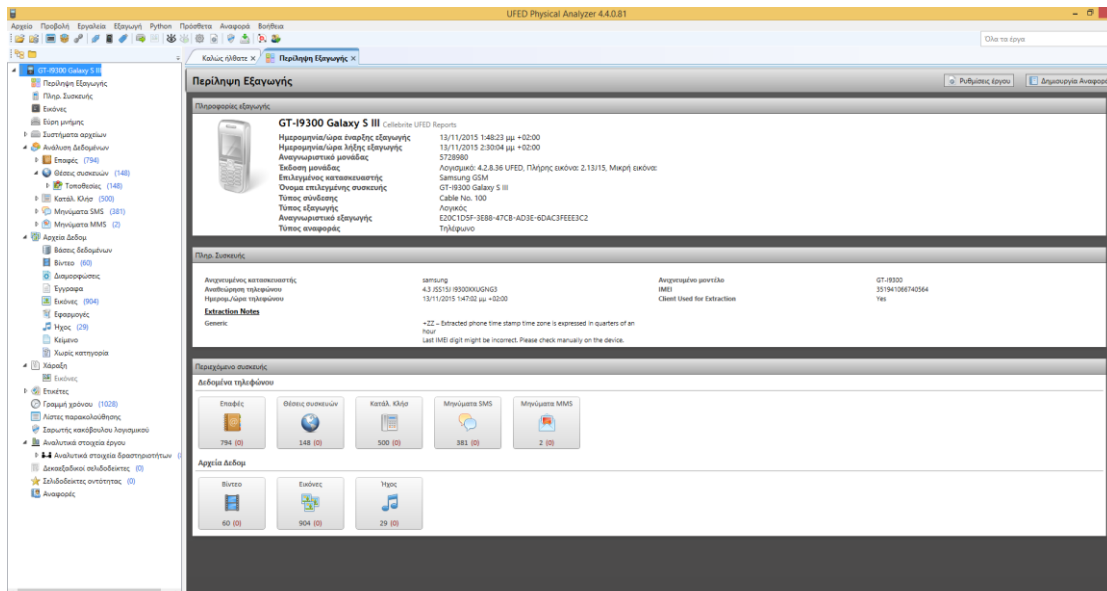 UFED Physical Analyzer 4.4.0.81
Αρχείο Προβολή Εργαλεία Εξαγωγή Python Πρόσθετα Αναφορά Βοήθεια
Όλα τα έργα
Καλώς ήλθατε
Περίληψη Εξαγωγής
GT-I9300 Galaxy S III
Περίληψη Εξαγωγής
Πληρ. Συσκευής
Εικόνες
Εύρη μνήμης
Συστήματα αρχείων
Ανάλυση Δεδομένων
Επαφές (794)
Θέσεις συσκευών (148)
Τοποθεσίες (148)
Κατάλ. Κλήσ (500)
Μηνύματα SMS (381)
Μηνύματα MMS (2)
Αρχεία Δεδομ
Βάσεις δεδομένων
Βίντεο (60)
Διαμορφώσεις
Έγγραφα
Εικόνες (904)
Εφαρμογές
Ήχος (29)
Κείμενο
Χωρίς κατηγορία
Χάραξη
Εικόνες
Ετικέτες
Γραμμή χρόνου (1028)
Λίστες παρακολούθησης
Σαρωτής κακόβουλου λογισμικού
Αναλυτικά στοιχεία έργου
Αναλυτικά στοιχεία δραστηριοτήτων
Δεκαεξαδικοί σελιδοδείκτες (0)
Σελιδοδείκτες οντότητας (0)
Αναφορές
Περίληψη Εξαγωγής
Ρυθμίσεις έργου
Δημιουργία Αναφορά
Πληροφορίες εξαγωγής
GT-I9300 Galaxy S III Cellebrite UFED Reports
Ημερομηνία/ώρα έναρξης εξαγωγής 13/11/2015 1:48:23 μμ +02:00
Ημερομηνία/ώρα λήξης εξαγωγής 13/11/2015 2:30:04 μμ +02:00
Αναγνωριστικό μονάδας 5728980
Έκδοση μονάδας Λογισμικό: 4.2.8.36 UFED, Πλήρης εικόνα: 2.13/15, Μικρή εικόνα:
Επιλεγμένος κατασκευαστής Samsung GSM
Όνομα επιλεγμένης συσκευής GT-I9300 Galaxy S III
Τύπος σύνδεσης Cable No. 100
Τύπος εξαγωγής Λογικός
Αναγνωριστικό εξαγωγής E20C1D5F-3E88-47CB-AD3E-6DAC3FEEE3C2
Τύπος αναφοράς Τηλέφωνο
Πληρ. Συσκευής
Ανιχνευμένος κατασκευαστής samsung Ανιχνευμένο μοντέλο GT-I9300
Αναθεώρηση τηλεφώνου 4.3 JSS15J I9300XXUGNG3 IMEI 351941066740564
Ημερομ./ώρα τηλεφώνου 13/11/2015 1:47:02 μμ +02:00 Client Used for Extraction Yes
Extraction Notes
Generic +ZZ – Extracted phone time stamp time zone is expressed in quarters of an
hour
Last IMEI digit might be incorrect. Please check manually on the device.
Περιεχόμενο συσκευής
Δεδομένα τηλεφώνου
Επαφές Θέσεις συσκευών Κατάλ. Κλήσ Μηνύματα SMS Μηνύματα MMS
794 (0) 148 (0) 500 (0) 381 (0) 2 (0)
Αρχεία Δεδομ
Βίντεο Εικόνες Ήχος
60 (0) 904 (0) 29 (0)